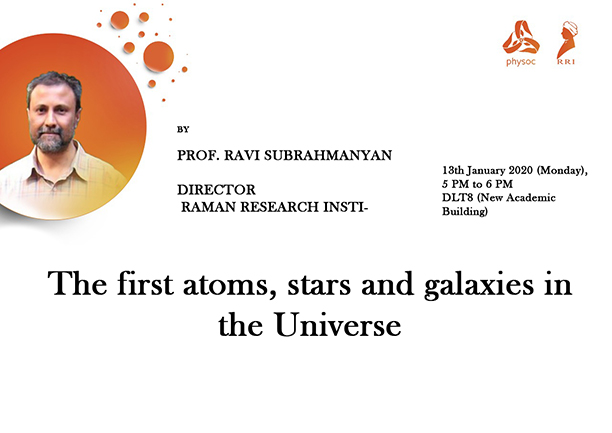 physoc
RRI
BY
PROF. RAVI SUBRAHMANYAN
DIRECTOR
RAMAN RESEARCH INSTI-
13th January 2020 (Monday),
5 PM to 6 PM
DLT8 (New Academic
Building)
The first atoms, stars and galaxies in
the Universe